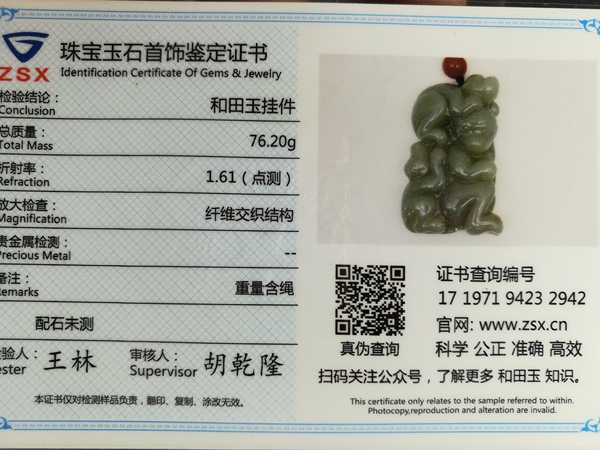 ZSX
珠宝玉石首饰鉴定证书
Identification Certificate Of Gems & Jewelry
检验结论：
Conclusion
和田玉挂件
总质量：
Total Mass
76.20g
折射率：
Refraction
1.61（点测）
放大检查：
Magnification
纤维交织结构
贵金属检测：
Precious Metal
--
备注：
Remarks
重量含绳
配石未测
检验人：
ester
王林
审核人：
Supervisor
胡乾隆
本证书仅对检测样品负责，翻印、复制、涂改无效。
真伪查询
证书查询编号
17 1971 9423 2942
官网: www.zsx.cn
科学 公正 准确 高效
扫码关注公众号，了解更多 和田玉 知识。
This certificate only relates to the sample referred to within.
Photocopy,reproduction and alteration are invalid.